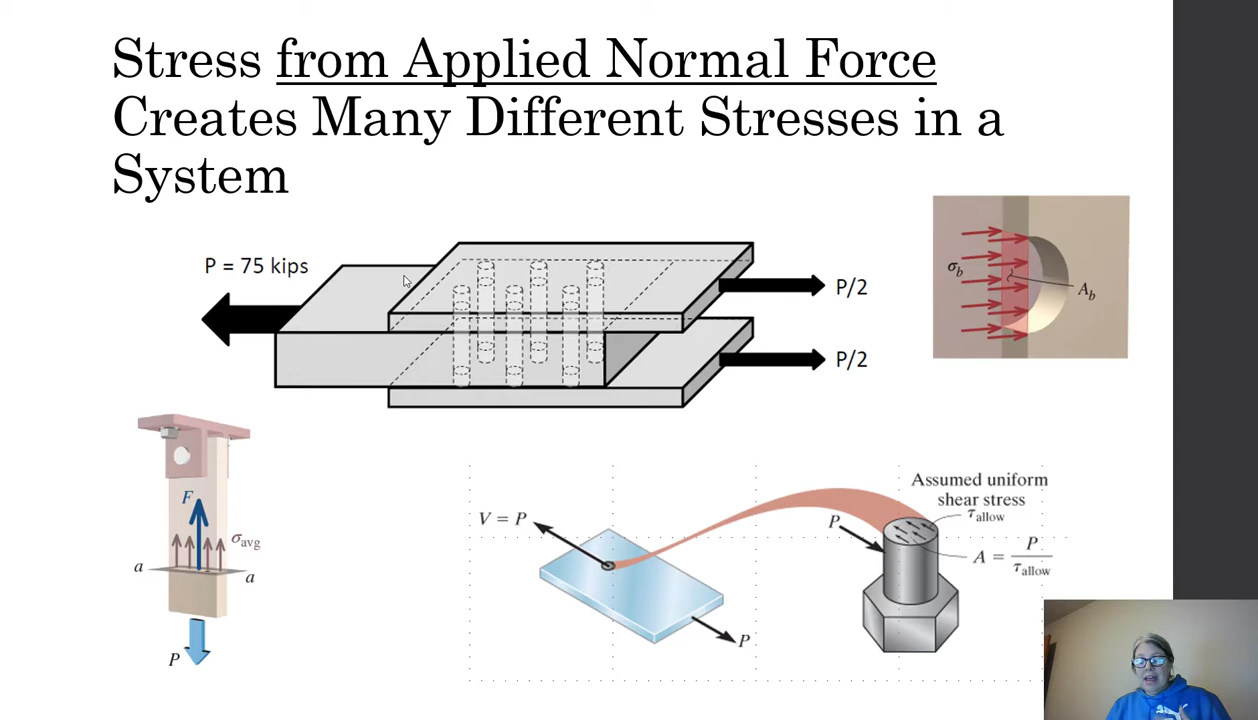 Stress from Applied Normal Force
Creates Many Different Stresses in a
System
P = 75 kips
P/2
P/2
σb
Ab
F
σavg
a
a
P
V = P
P
P
Assumed uniform
shear stress
τallow
A = P/τallow